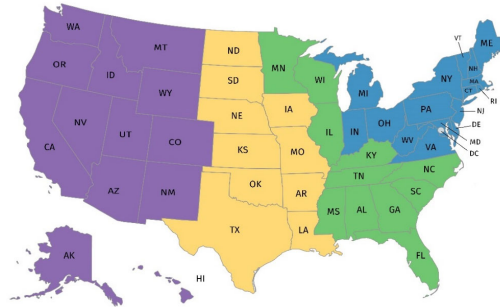 WA
MT
ND
MN
VT
ME
OR
ID
SD
WI
NY
NH
MA
CT
RI
WY
MI
IA
NE
PA
NJ
NV
UT
CO
IL
IN
OH
DE
MD
DC
WV
VA
CA
KS
MO
KY
NC
TN
AZ
NM
OK
AR
SC
MS
AL
GA
TX
LA
FL
AK
HI